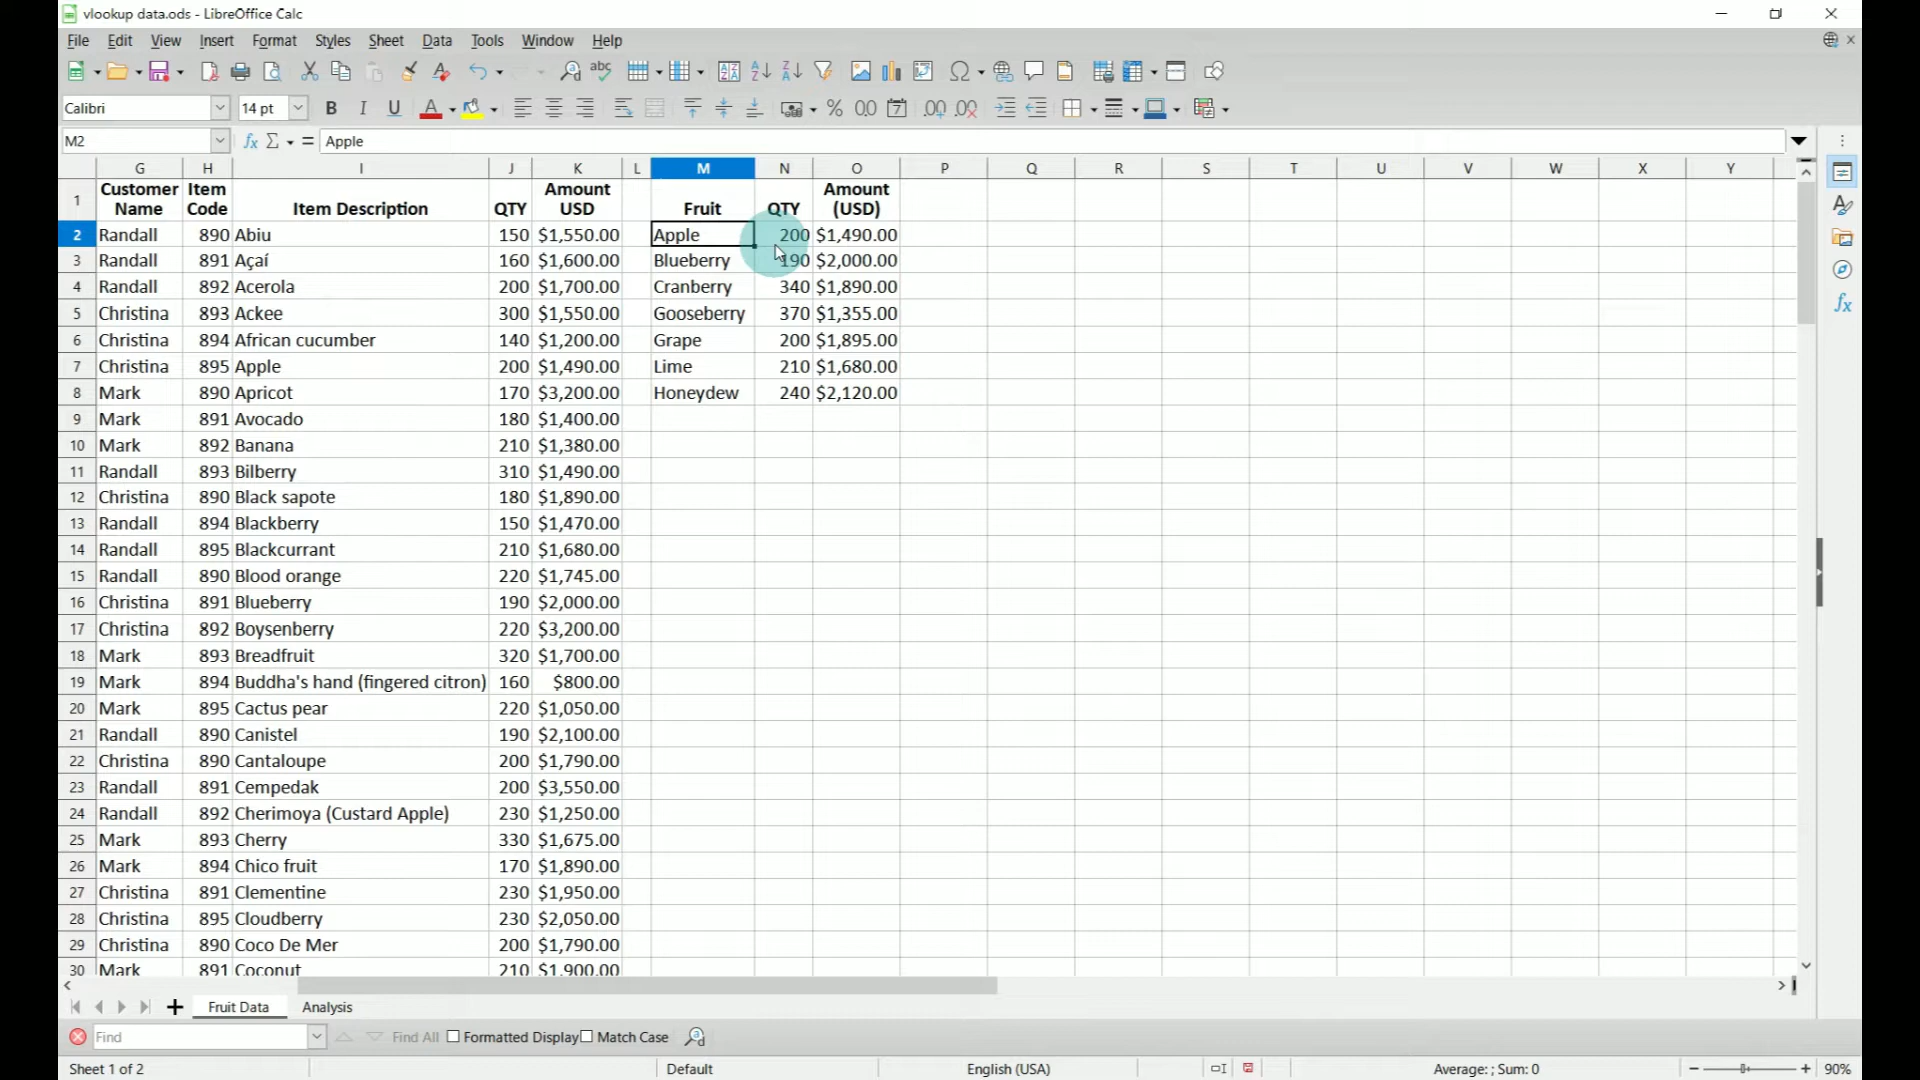 vlookup data.ods - LibreOffice Calc
File Edit View Insert Format Styles Sheet Data Tools Window Help
Calibri 14 pt
M2 = Apple
G H I J K L M N O P Q R S T U V W X Y
1 Customer Name Item Code Item Description QTY Amount USD Fruit QTY Amount (USD)
2 Randall 890 Abiu 150 $1,550.00 Apple 200 $1,490.00
3 Randall 891 Açaí 160 $1,600.00 Blueberry 190 $2,000.00
4 Randall 892 Acerola 200 $1,700.00 Cranberry 340 $1,890.00
5 Christina 893 Ackee 300 $1,550.00 Gooseberry 370 $1,355.00
6 Christina 894 African cucumber 140 $1,200.00 Grape 200 $1,895.00
7 Christina 895 Apple 200 $1,490.00 Lime 210 $1,680.00
8 Mark 890 Apricot 170 $3,200.00 Honeydew 240 $2,120.00
9 Mark 891 Avocado 180 $1,400.00
10 Mark 892 Banana 210 $1,380.00
11 Randall 893 Bilberry 310 $1,490.00
12 Christina 890 Black sapote 180 $1,890.00
13 Randall 894 Blackberry 150 $1,470.00
14 Randall 895 Blackcurrant 210 $1,680.00
15 Randall 890 Blood orange 220 $1,745.00
16 Christina 891 Blueberry 190 $2,000.00
17 Christina 892 Boysenberry 220 $3,200.00
18 Mark 893 Breadfruit 320 $1,700.00
19 Mark 894 Buddha's hand (fingered citron) 160 $800.00
20 Mark 895 Cactus pear 220 $1,050.00
21 Randall 890 Canistel 190 $2,100.00
22 Christina 890 Cantaloupe 200 $1,790.00
23 Randall 891 Cempedak 200 $3,550.00
24 Randall 892 Cherimoya (Custard Apple) 230 $1,250.00
25 Mark 893 Cherry 330 $1,675.00
26 Mark 894 Chico fruit 170 $1,890.00
27 Christina 891 Clementine 230 $1,950.00
28 Christina 895 Cloudberry 230 $2,050.00
29 Christina 890 Coco De Mer 200 $1,790.00
30 Mark 891 Coconut 210 $1,900.00
Fruit Data Analysis
Find Find All Formatted Display Match Case
Sheet 1 of 2 Default English (USA) Average: ; Sum: 0 90%